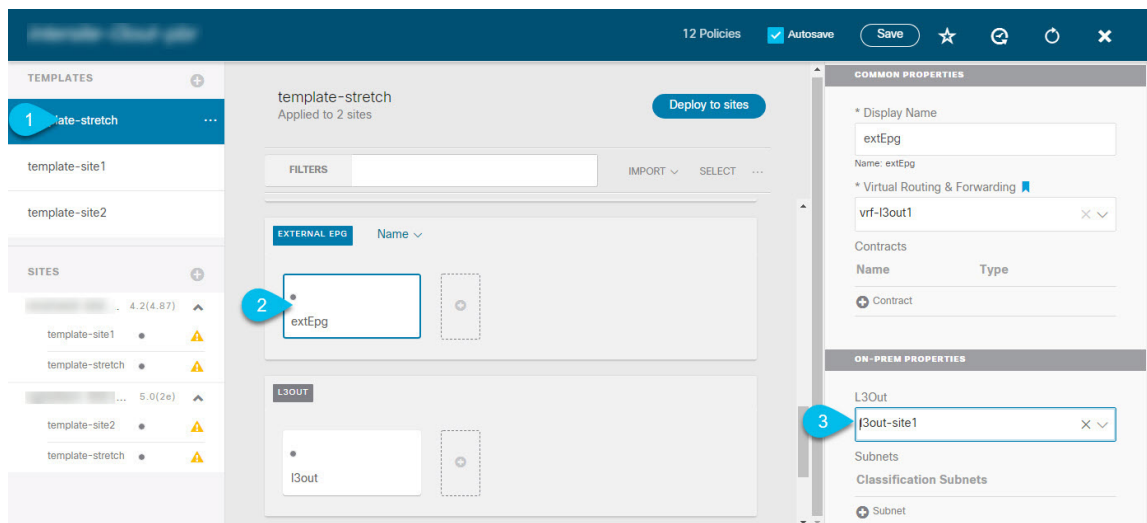 12 Policies
Autosave
Save
TEMPLATES
1
late-stretch
template-site1
template-site2
SITES
4.2(4.87)
template-site1
template-stretch
... 5.0(2e)
template-site2
template-stretch
template-stretch
Applied to 2 sites
Deploy to sites
FILTERS
IMPORT
SELECT
EXTERNAL EPG
Name
2
extEpg
L3OUT
l3out
COMMON PROPERTIES
* Display Name
extEpg
Name: extEpg
* Virtual Routing & Forwarding
vrf-l3out1
Contracts
Name Type
Contract
ON-PREM PROPERTIES
L3Out
3
l3out-site1
Subnets
Classification Subnets
Subnet